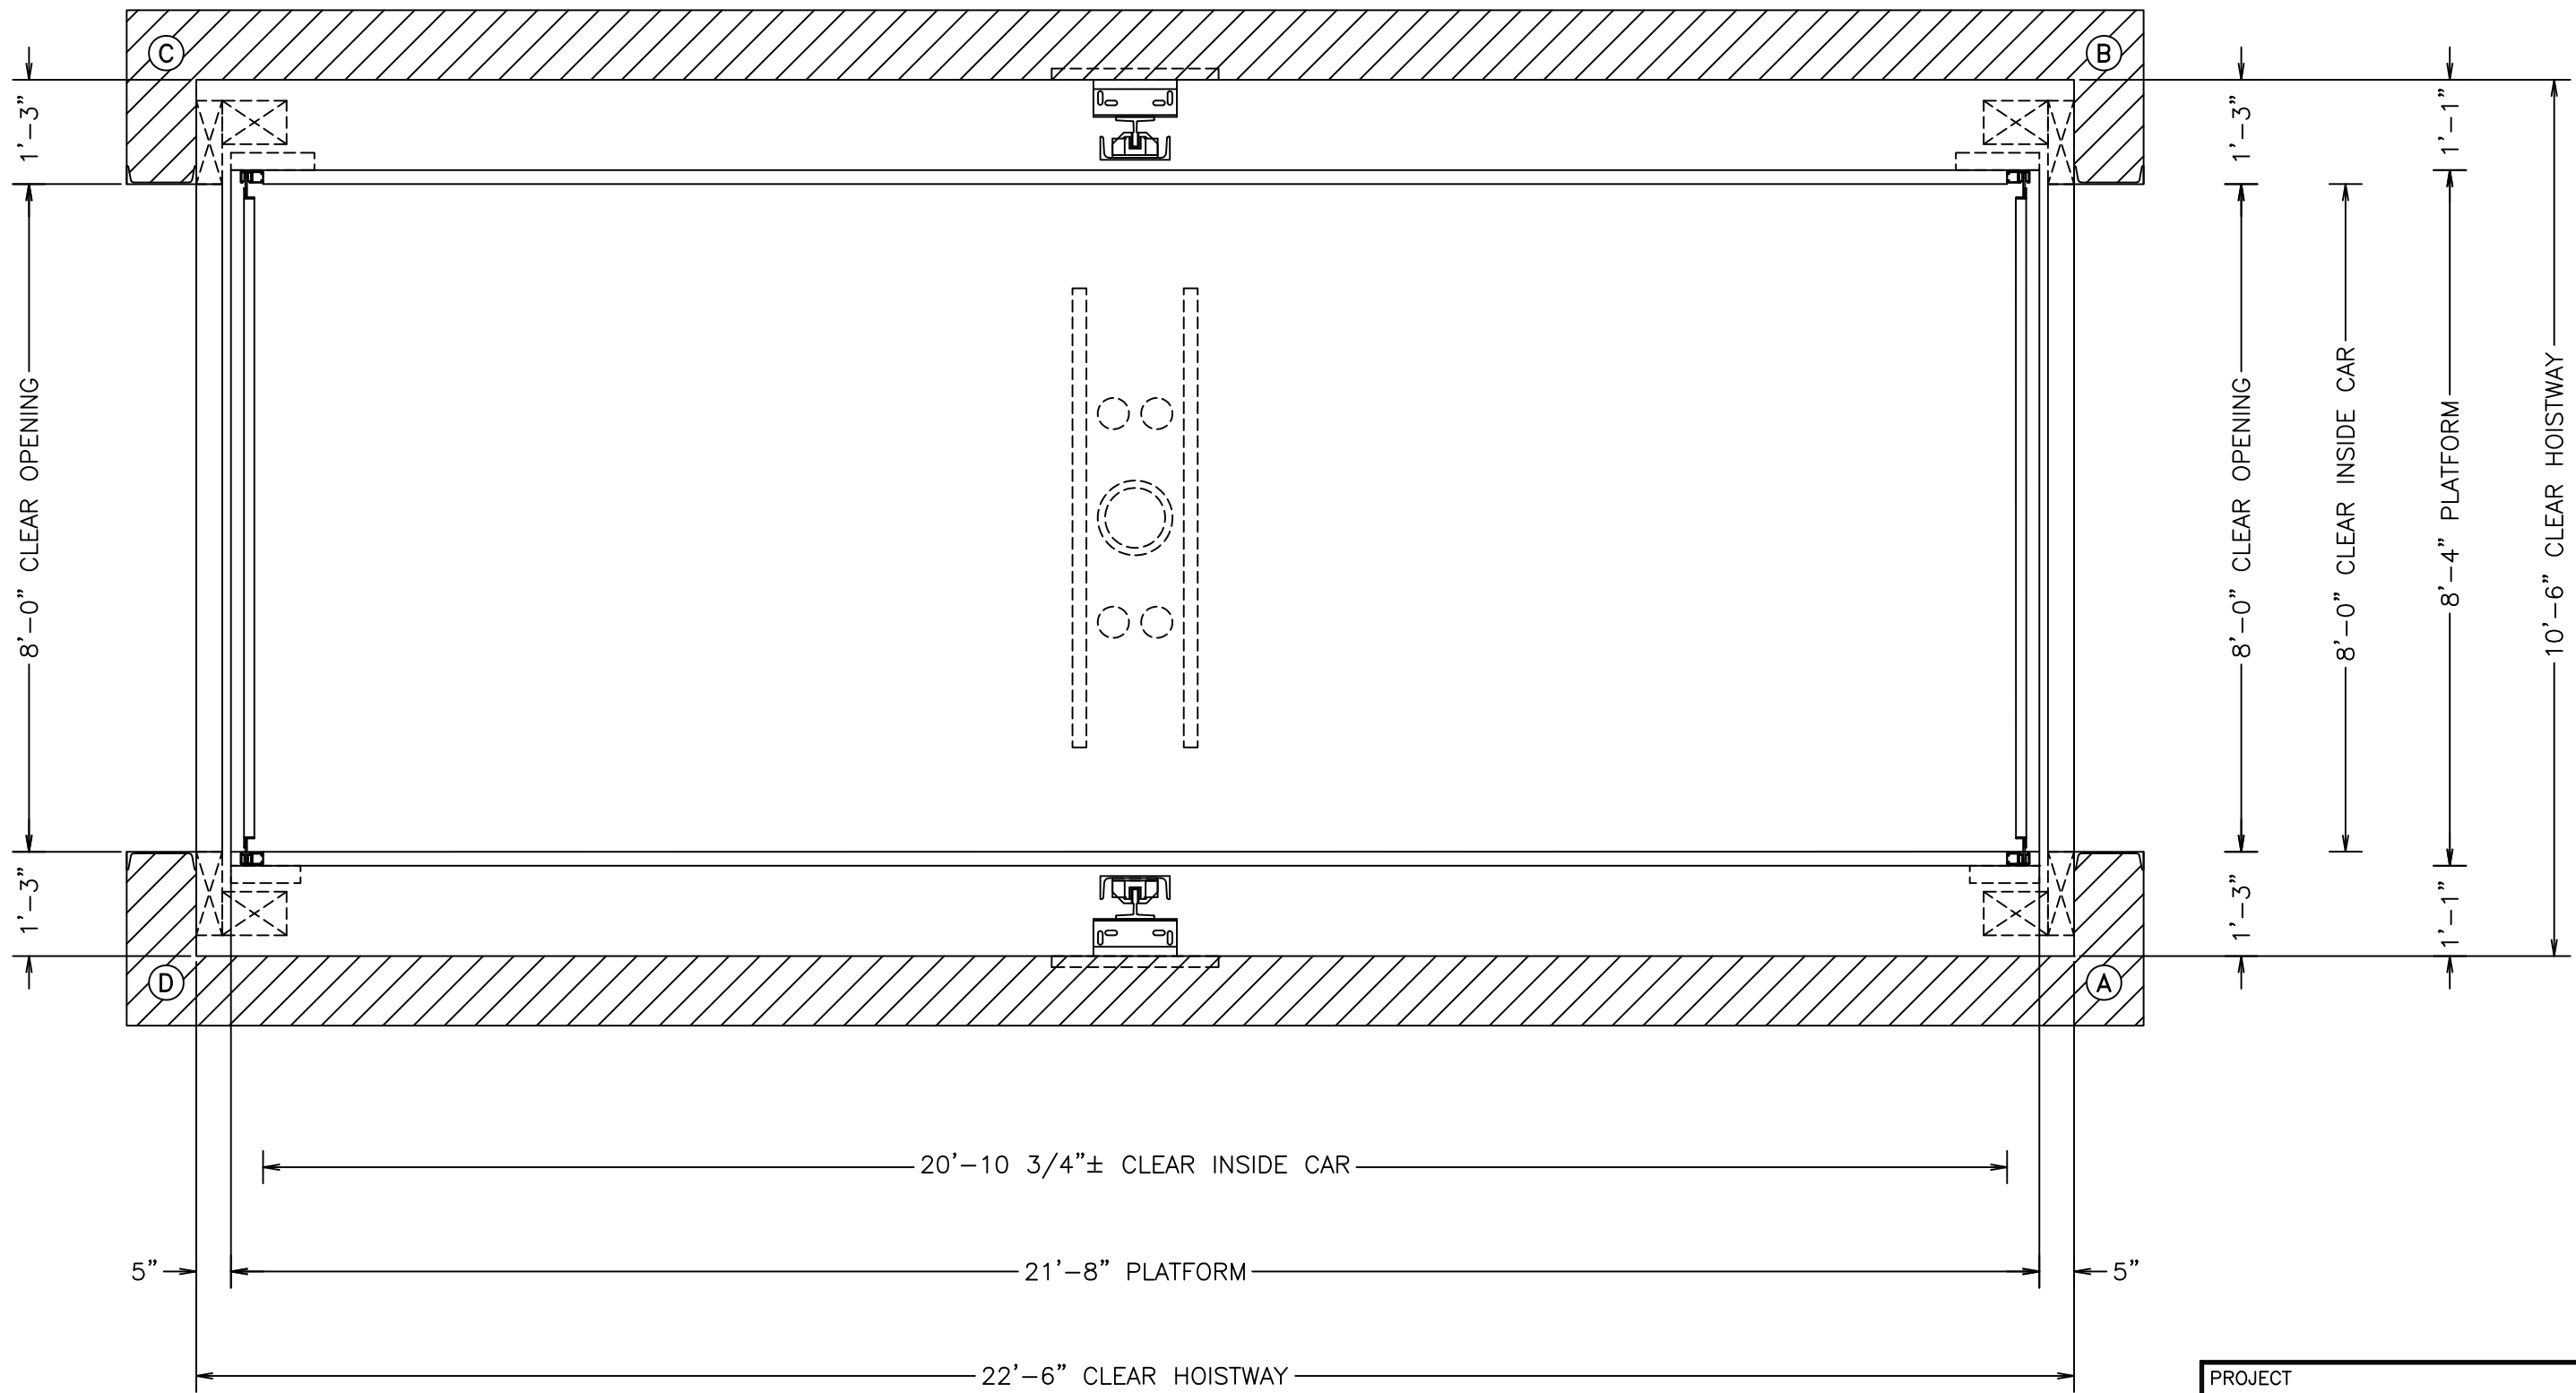 C
B
1'-3"
8'-0" CLEAR OPENING
1'-3"
1'-3"
8'-0" CLEAR OPENING
1'-3"
8'-0" CLEAR INSIDE CAR
1'-1"
8'-4" PLATFORM
1'-1"
10'-6" CLEAR HOISTWAY
D
A
20'-10 3/4"± CLEAR INSIDE CAR
5"
21'-8" PLATFORM
5"
22'-6" CLEAR HOISTWAY
PROJECT